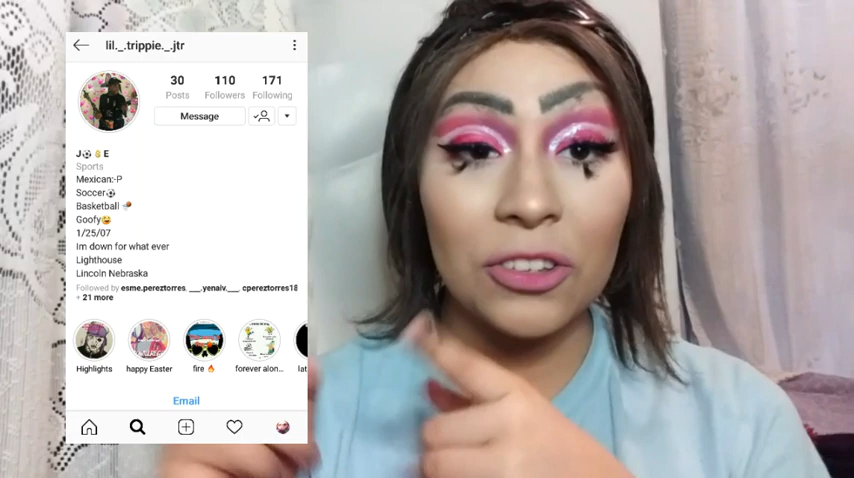 lil._.trippie._.jtr
30 110 171
Posts Followers Following
Message
J⚽️👌E
Sports
Mexican:-P
Soccer⚽
Basketball 🏀
Goofy😩
1/25/07
Im down for what ever
Lighthouse
Lincoln Nebraska
Followed by esme.pereztorres, ___.yenaiv.___, cpereztorres18
+ 21 more
Highlights happy Easter fire 🔥 forever alon... lat
Email